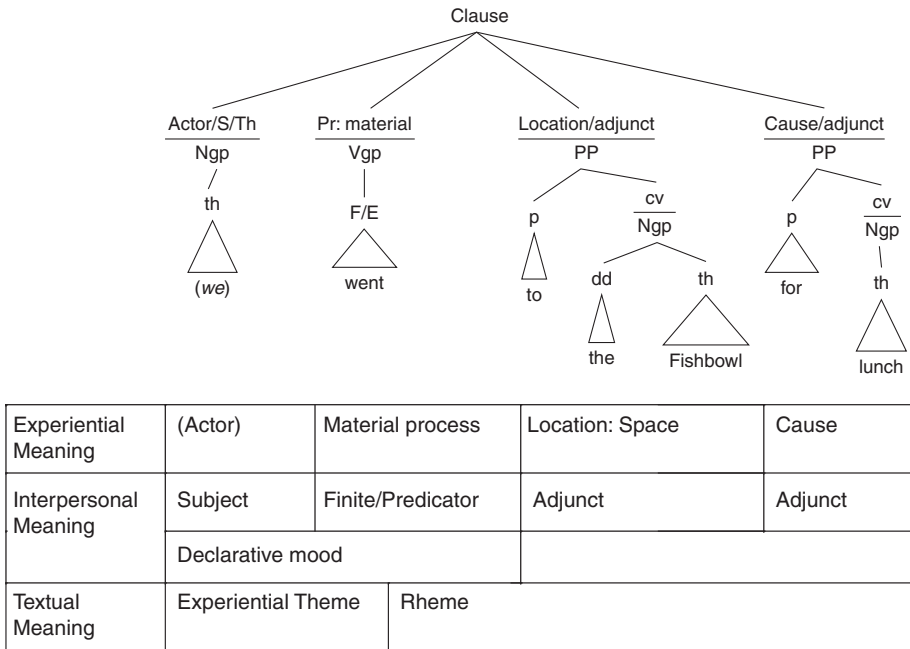 Clause
Actor/S/Th Pr: material Location/adjunct Cause/adjunct
Ngp Vgp PP PP
th F/E p cv p cv
Ngp Ngp
(we) went to dd th for th
the Fishbowl lunch
Experiential Meaning (Actor) Material process Location: Space Cause
Interpersonal Meaning Subject Finite/Predicator Adjunct Adjunct
Declarative mood
Textual Meaning Experiential Theme Rheme